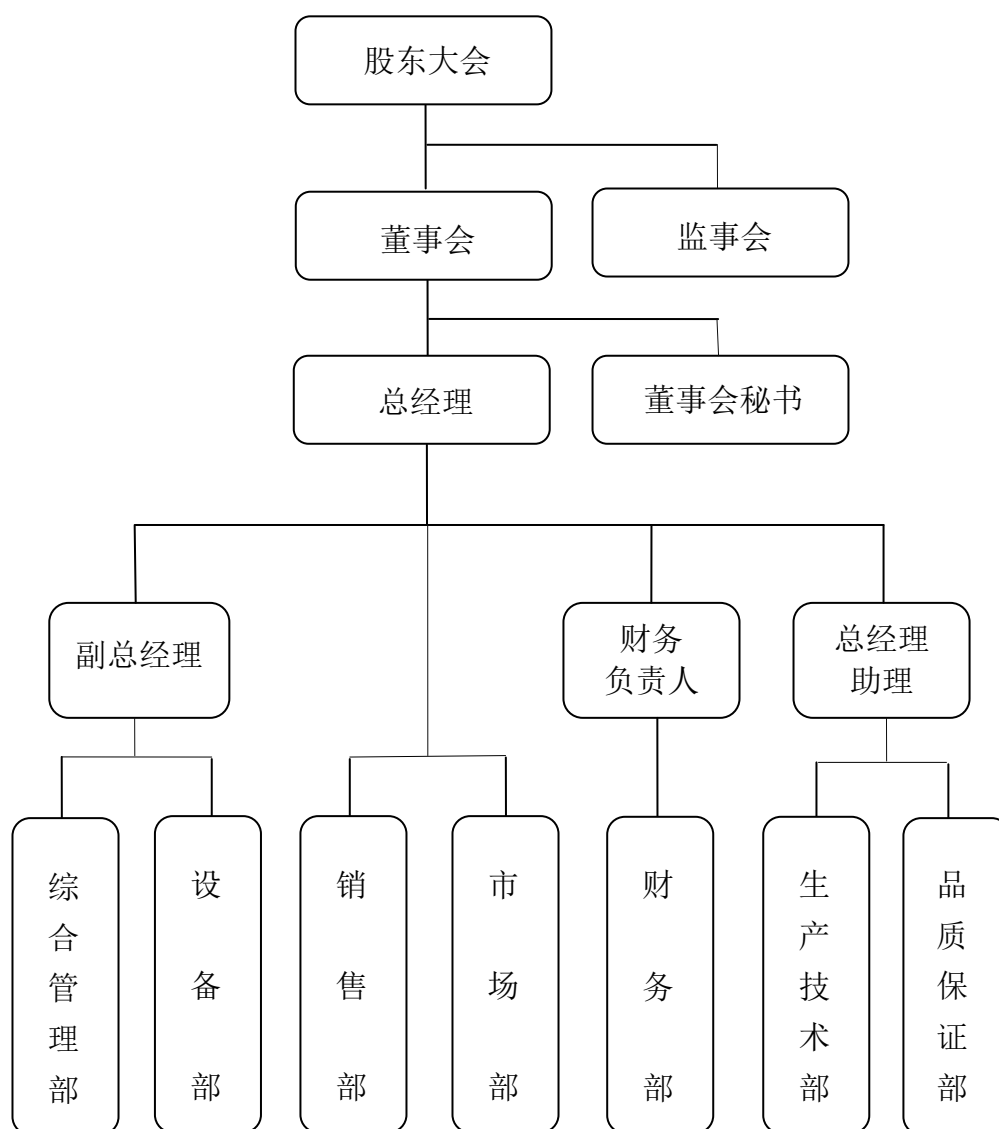 股东大会
董事会
监事会
总经理
董事会秘书
副总经理
财务
负责人
总经理
助理
综合管理部
设备部
销售部
市场部
财务部
生产技术部
品质保证部